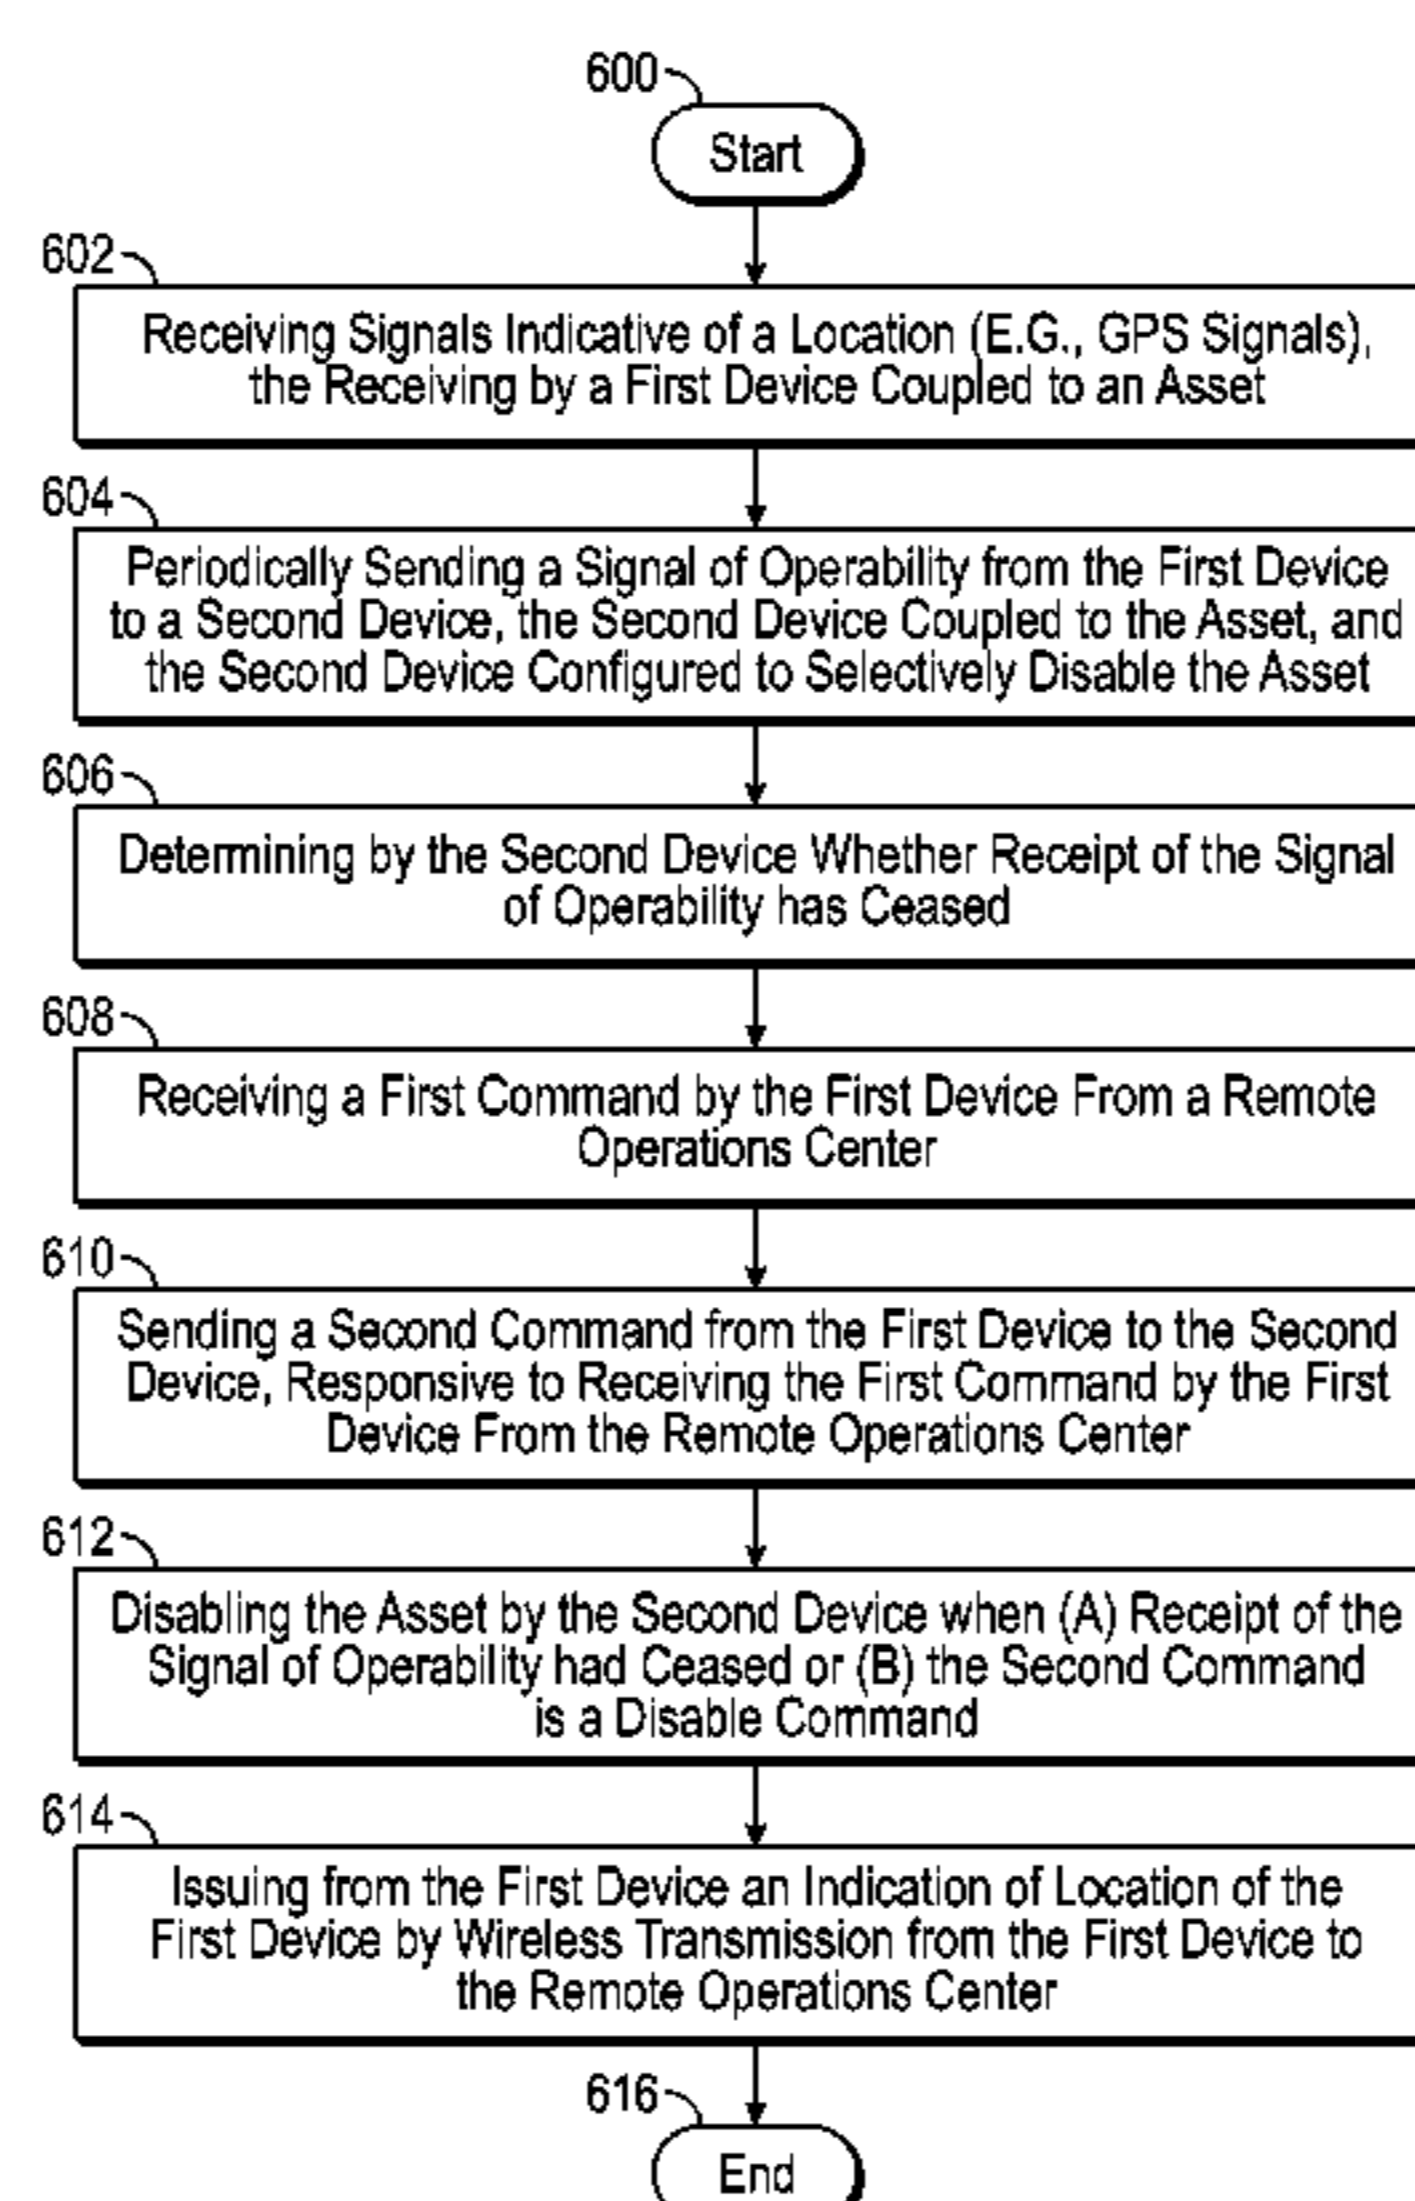 600
Start
602
Receiving Signals Indicative of a Location (E.G., GPS Signals),
the Receiving by a First Device Coupled to an Asset
604
Periodically Sending a Signal of Operability from the First Device
to a Second Device, the Second Device Coupled to the Asset, and
the Second Device Configured to Selectively Disable the Asset
606
Determining by the Second Device Whether Receipt of the Signal
of Operability has Ceased
608
Receiving a First Command by the First Device From a Remote
Operations Center
610
Sending a Second Command from the First Device to the Second
Device, Responsive to Receiving the First Command by the First
Device From the Remote Operations Center
612
Disabling the Asset by the Second Device when (A) Receipt of the
Signal of Operability had Ceased or (B) the Second Command
is a Disable Command
614
Issuing from the First Device an Indication of Location of the
First Device by Wireless Transmission from the First Device to
the Remote Operations Center
616
End